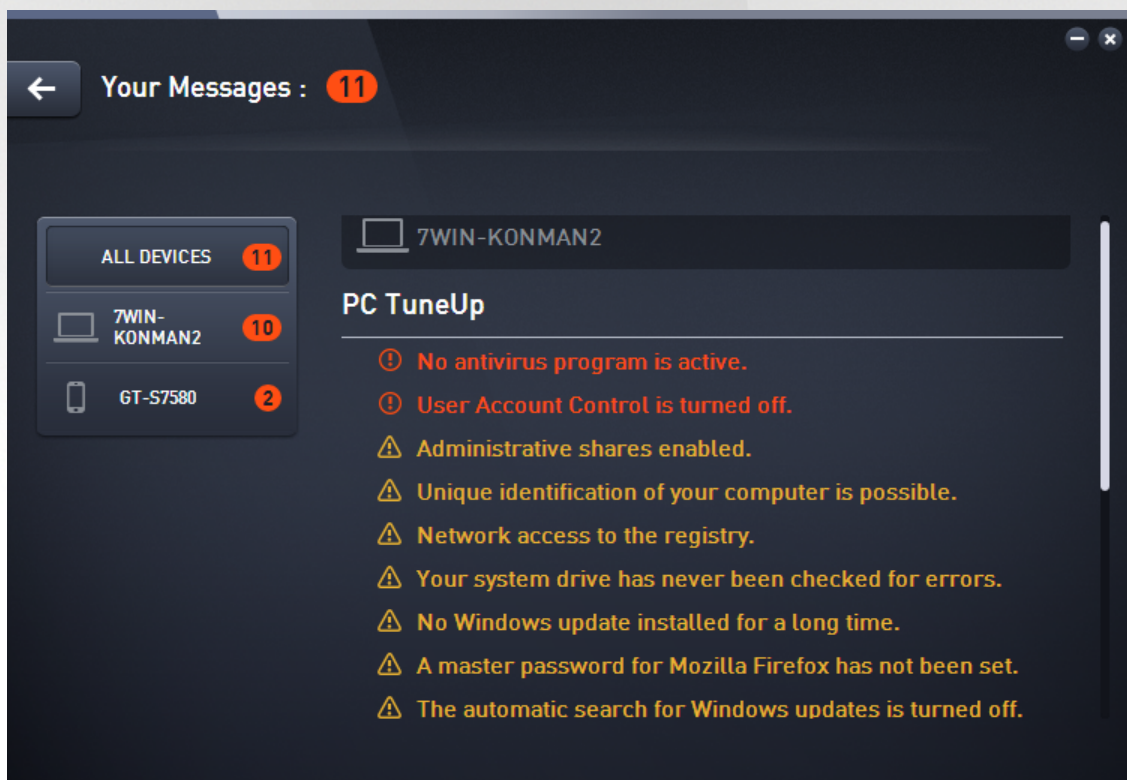 Your Messages : 11
ALL DEVICES 11
7WIN-
KONMAN2 10
GT-S7580 2
7WIN-KONMAN2
PC TuneUp
No antivirus program is active.
User Account Control is turned off.
Administrative shares enabled.
Unique identification of your computer is possible.
Network access to the registry.
Your system drive has never been checked for errors.
No Windows update installed for a long time.
A master password for Mozilla Firefox has not been set.
The automatic search for Windows updates is turned off.